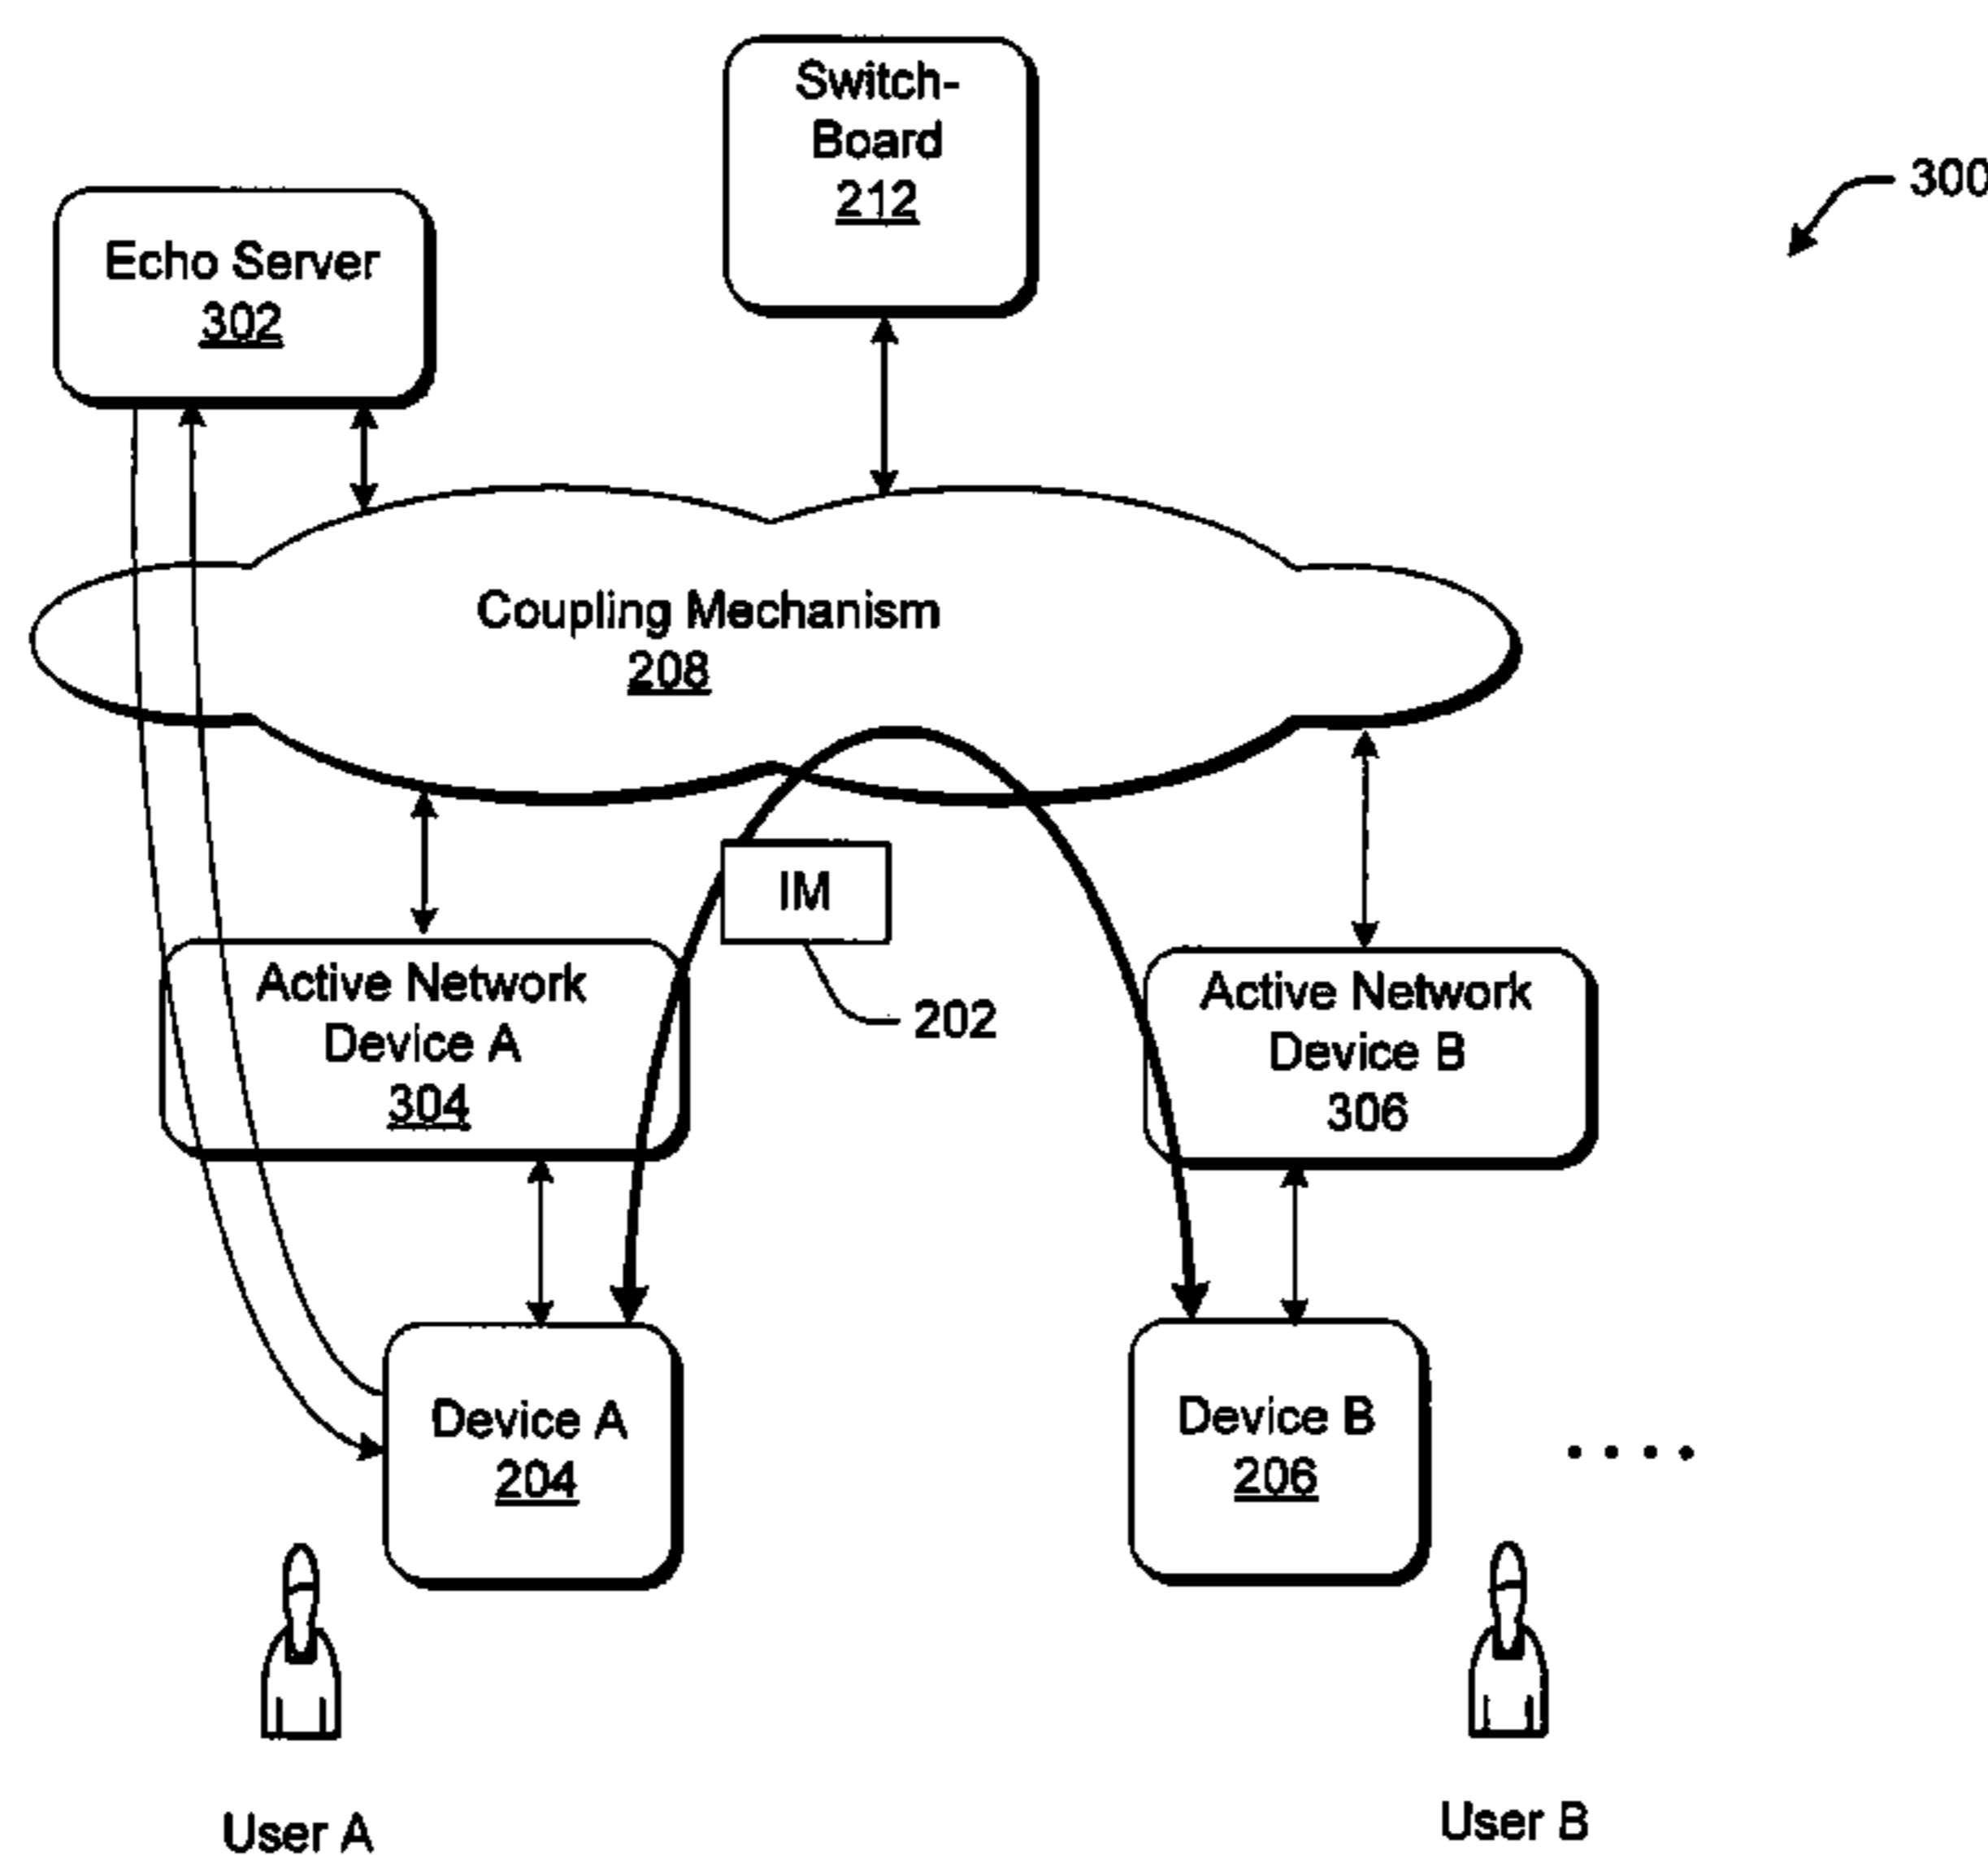 Switch-
Board
212
300
Echo Server
302
Coupling Mechanism
208
IM
202
Active Network
Device A
304
Active Network
Device B
306
Device A
204
Device B
206
User A
User B